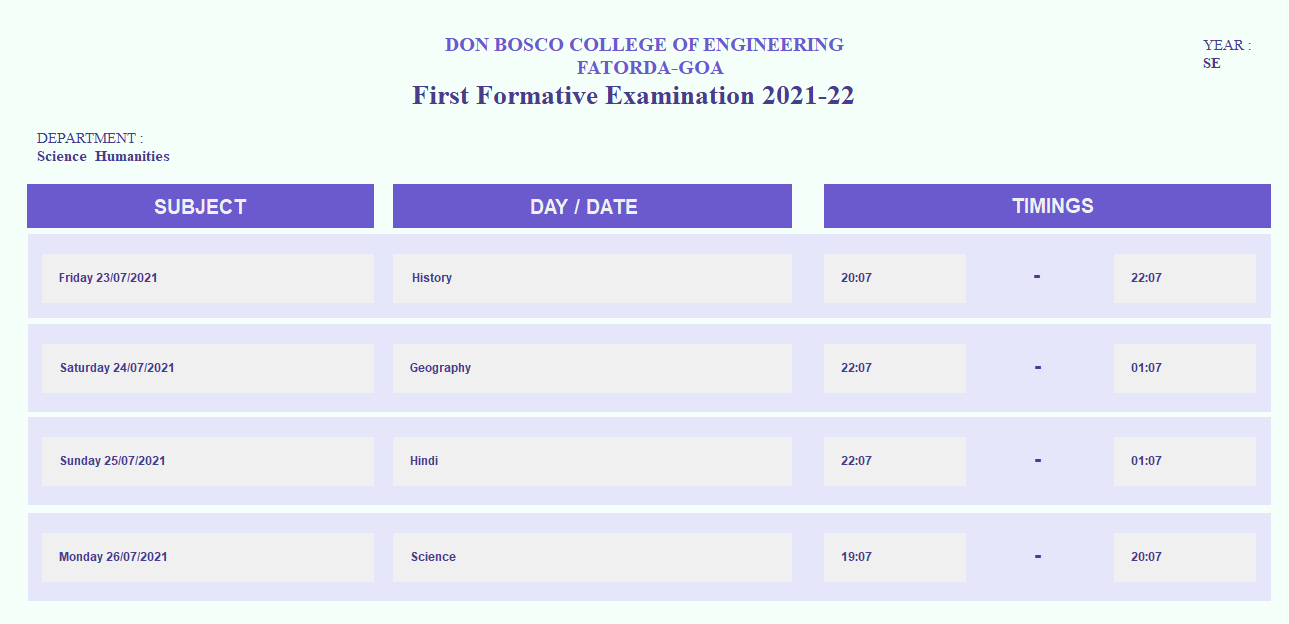 DON BOSCO COLLEGE OF ENGINEERING
FATORDA-GOA
First Formative Examination 2021-22
YEAR :
SE
DEPARTMENT :
Science Humanities
SUBJECT DAY / DATE TIMINGS
Friday 23/07/2021 History 20:07 - 22:07
Saturday 24/07/2021 Geography 22:07 - 01:07
Sunday 25/07/2021 Hindi 22:07 - 01:07
Monday 26/07/2021 Science 19:07 - 20:07